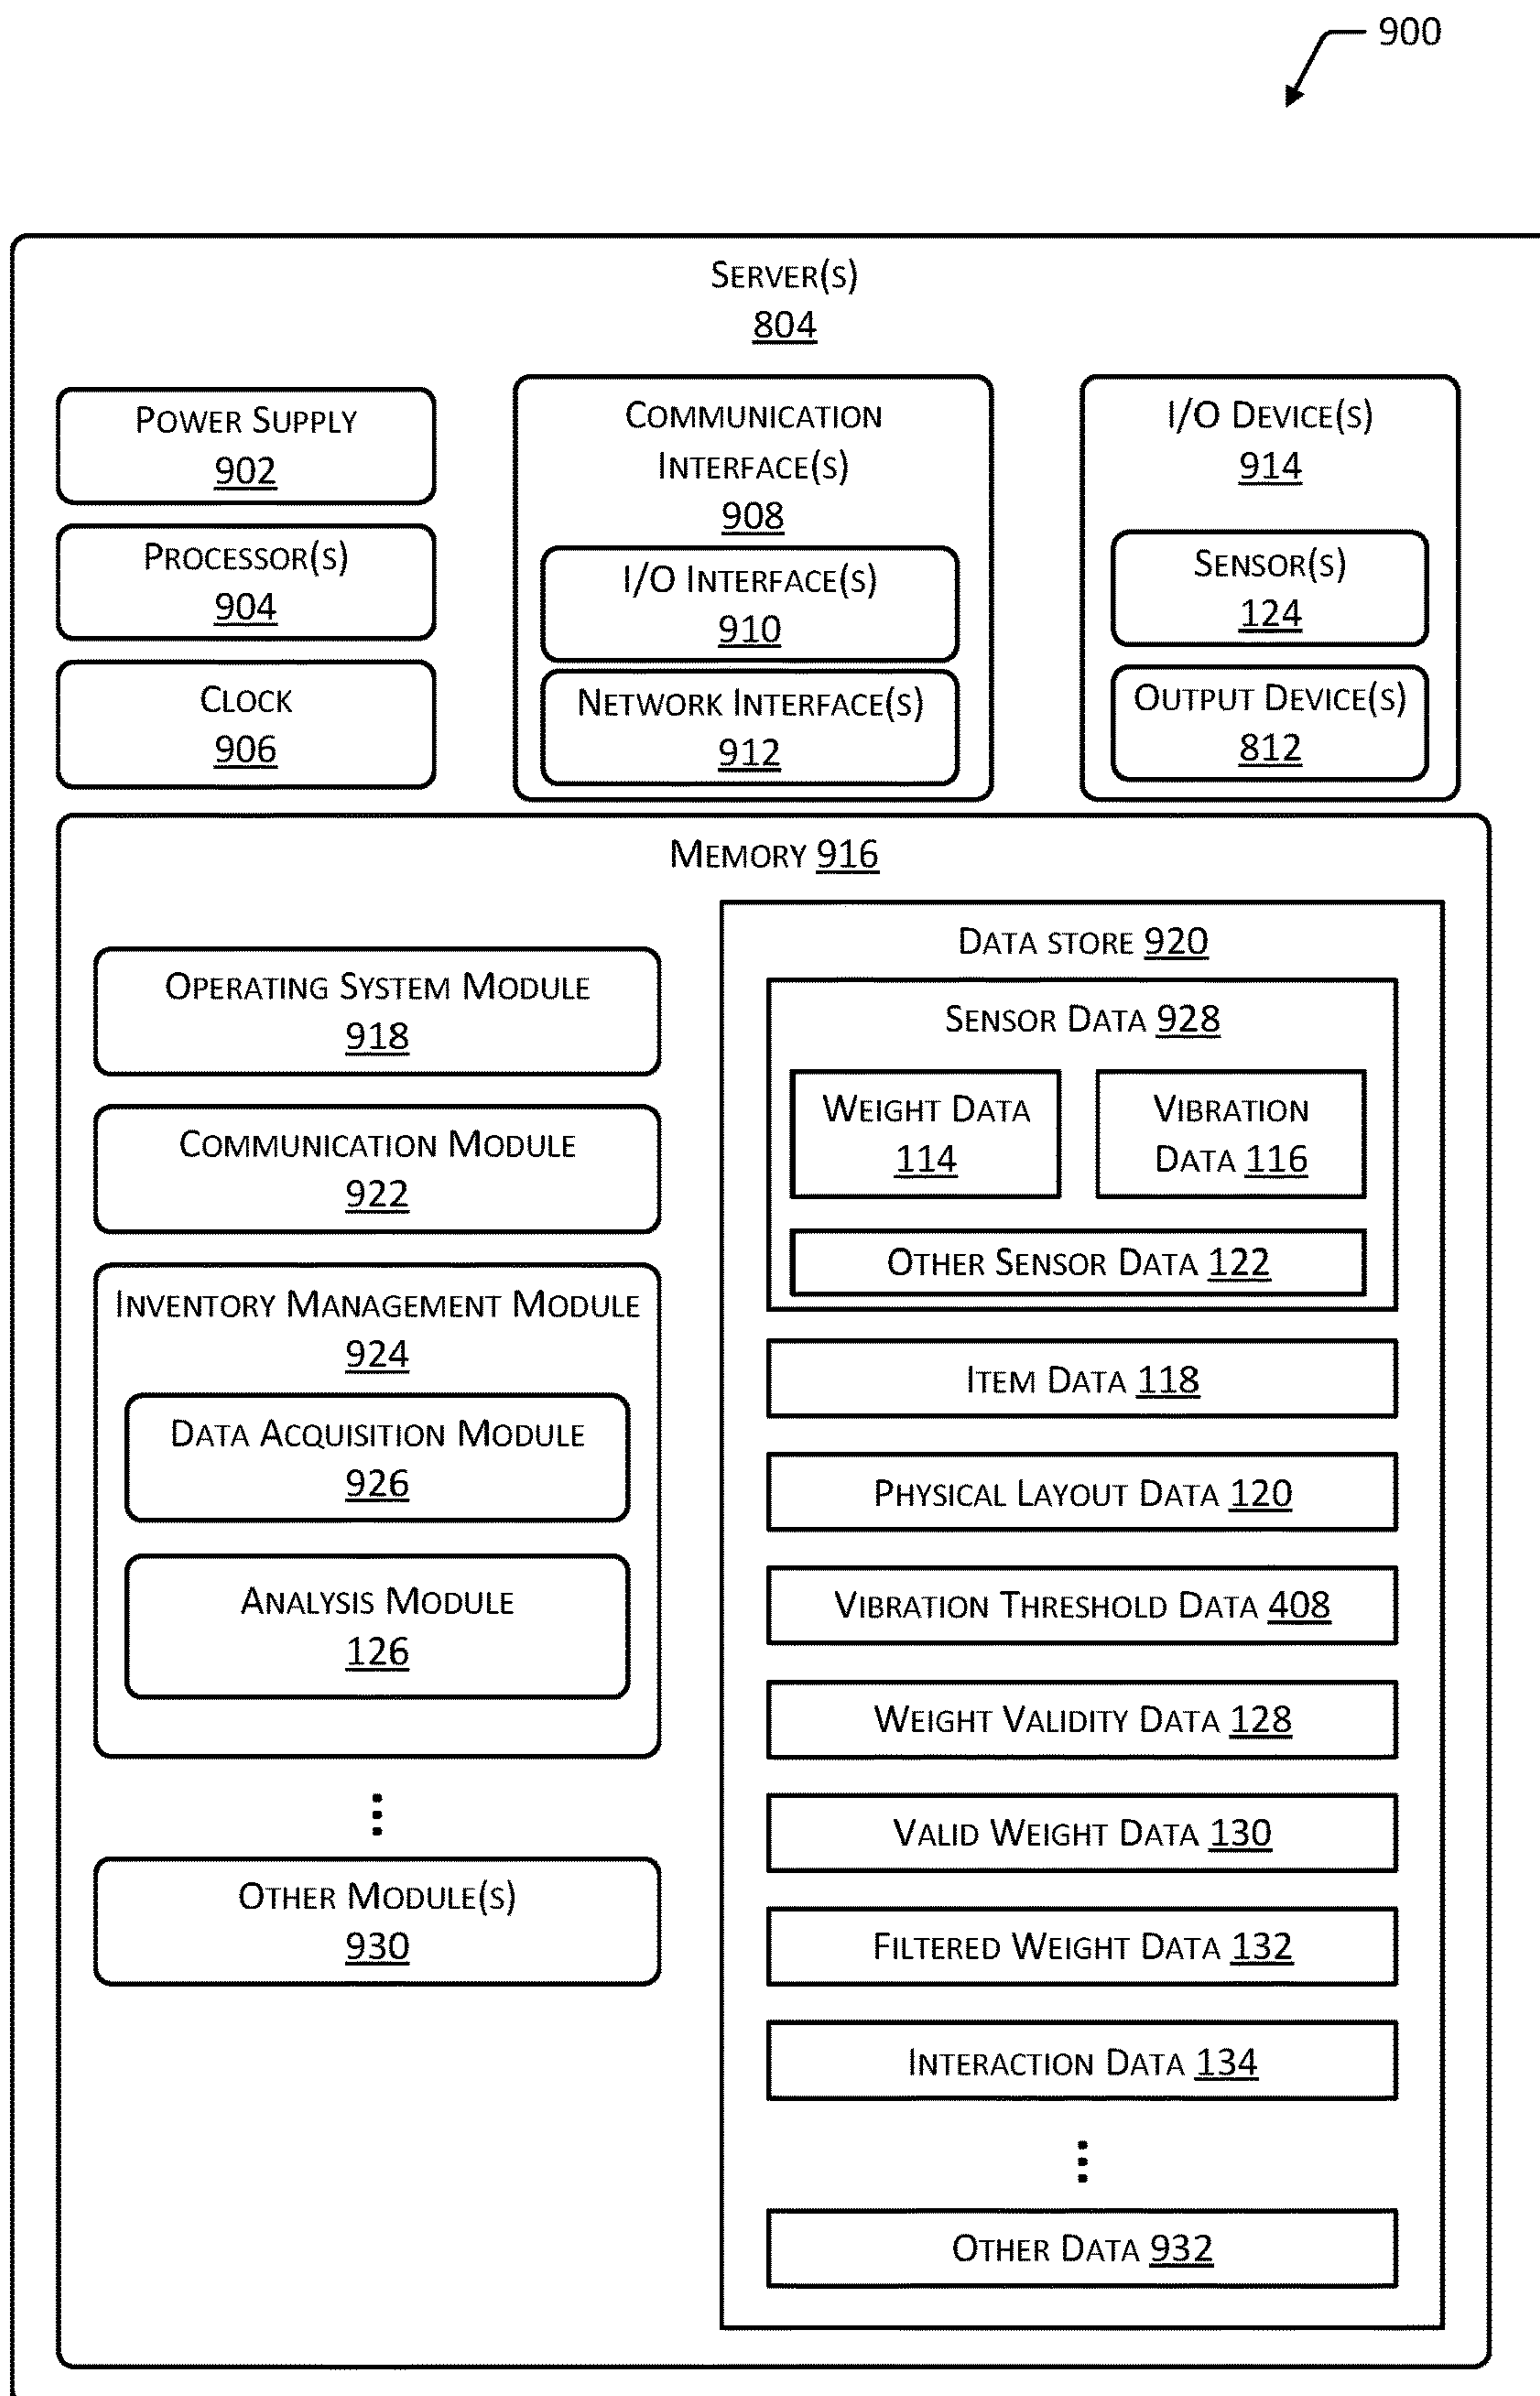 900
SERVER(S)
804
POWER SUPPLY
902
PROCESSOR(S)
904
CLOCK
906
COMMUNICATION
INTERFACE(S)
908
I/O INTERFACE(S)
910
NETWORK INTERFACE(S)
912
I/O DEVICE(S)
914
SENSOR(S)
124
OUTPUT DEVICE(S)
812
MEMORY 916
OPERATING SYSTEM MODULE
918
COMMUNICATION MODULE
922
INVENTORY MANAGEMENT MODULE
924
DATA ACQUISITION MODULE
926
ANALYSIS MODULE
126
OTHER MODULE(S)
930
DATA STORE 920
SENSOR DATA 928
WEIGHT DATA
114
VIBRATION
DATA 116
OTHER SENSOR DATA 122
ITEM DATA 118
PHYSICAL LAYOUT DATA 120
VIBRATION THRESHOLD DATA 408
WEIGHT VALIDITY DATA 128
VALID WEIGHT DATA 130
FILTERED WEIGHT DATA 132
INTERACTION DATA 134
OTHER DATA 932